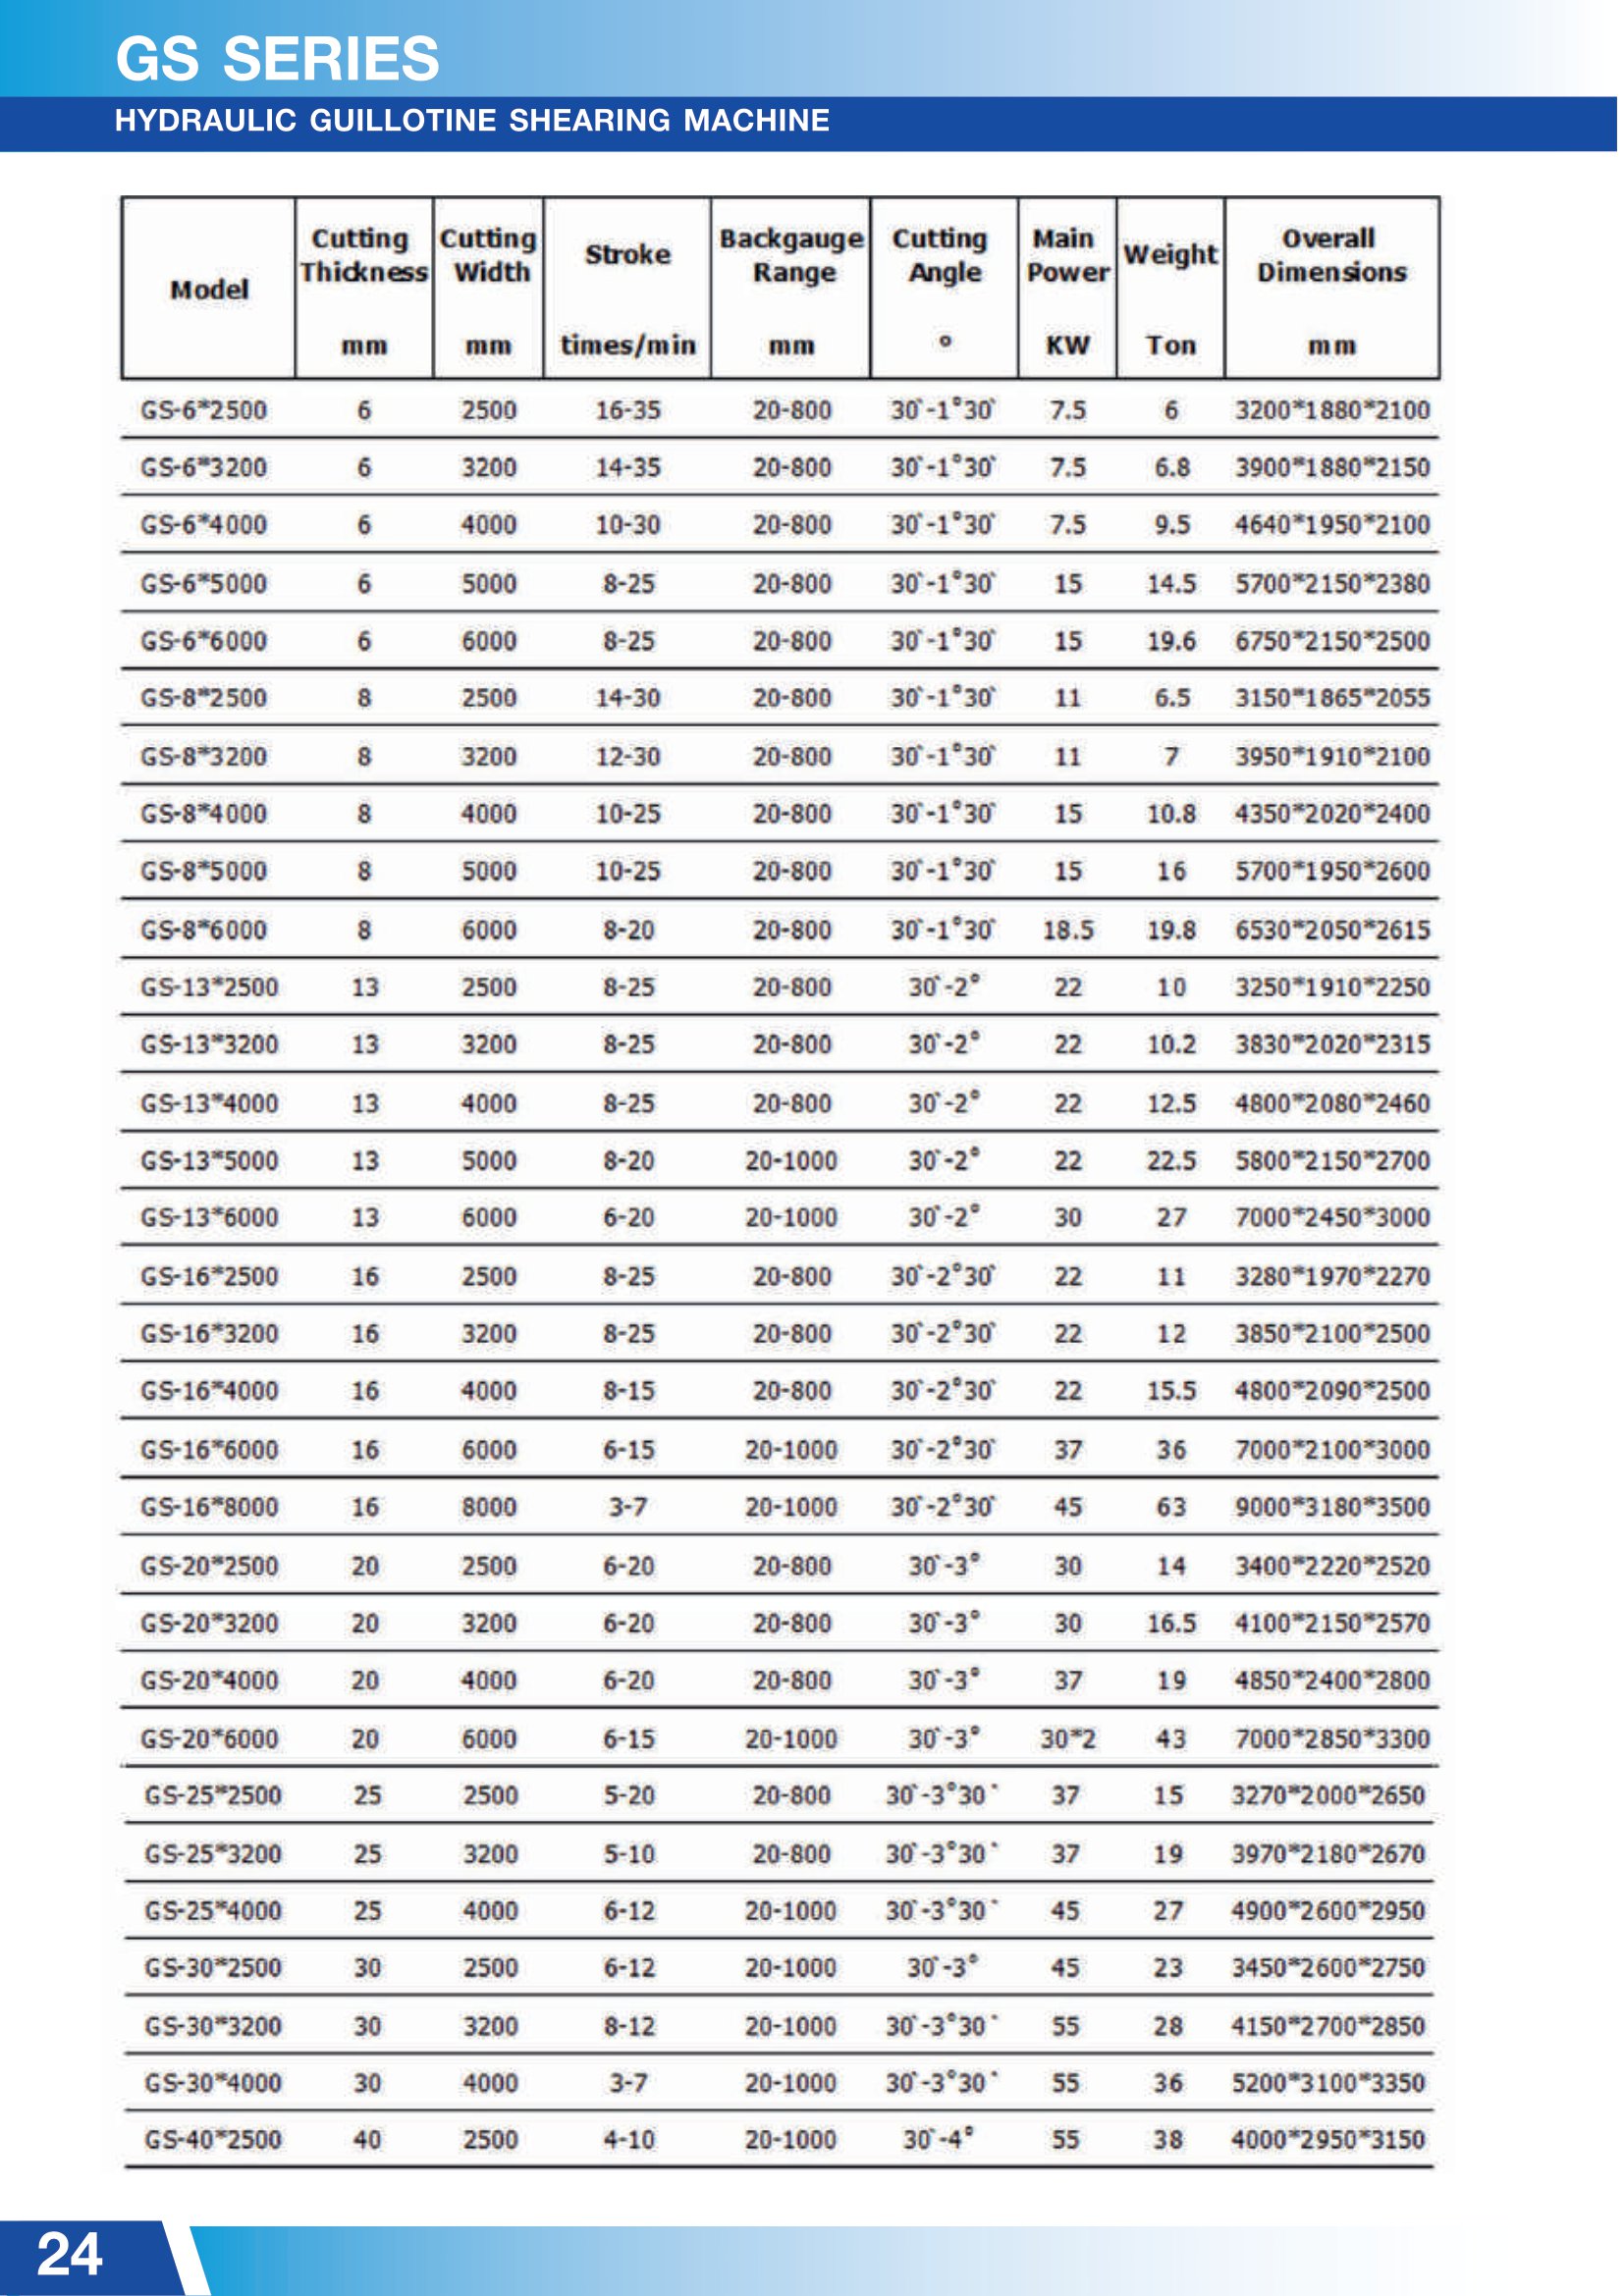 GS SERIES
HYDRAULIC GUILLOTINE SHEARING MACHINE
Model Cutting Thickness mm Cutting Width mm Stroke times/min Backgauge Range mm Cutting Angle ° Main Power KW Weight Ton Overall Dimensions mm
GS-6*2500 6 2500 16-35 20-800 30`-1°30` 7.5 6 3200*1880*2100
GS-6*3200 6 3200 14-35 20-800 30`-1°30` 7.5 6.8 3900*1880*2150
GS-6*4000 6 4000 10-30 20-800 30`-1°30` 7.5 9.5 4640*1950*2100
GS-6*5000 6 5000 8-25 20-800 30`-1°30` 15 14.5 5700*2150*2380
GS-6*6000 6 6000 8-25 20-800 30`-1°30` 15 19.6 6750*2150*2500
GS-8*2500 8 2500 14-30 20-800 30`-1°30` 11 6.5 3150*1865*2055
GS-8*3200 8 3200 12-30 20-800 30`-1°30` 11 7 3950*1910*2100
GS-8*4000 8 4000 10-25 20-800 30`-1°30` 15 10.8 4350*2020*2400
GS-8*5000 8 5000 10-25 20-800 30`-1°30` 15 16 5700*1950*2600
GS-8*6000 8 6000 8-20 20-800 30`-1°30` 18.5 19.8 6530*2050*2615
GS-13*2500 13 2500 8-25 20-800 30`-2° 22 10 3250*1910*2250
GS-13*3200 13 3200 8-25 20-800 30`-2° 22 10.2 3830*2020*2315
GS-13*4000 13 4000 8-25 20-800 30`-2° 22 12.5 4800*2080*2460
GS-13*5000 13 5000 8-20 20-1000 30`-2° 22 22.5 5800*2150*2700
GS-13*6000 13 6000 6-20 20-1000 30`-2° 30 27 7000*2450*3000
GS-16*2500 16 2500 8-25 20-800 30`-2°30` 22 11 3280*1970*2270
GS-16*3200 16 3200 8-25 20-800 30`-2°30` 22 12 3850*2100*2500
GS-16*4000 16 4000 8-15 20-800 30`-2°30` 22 15.5 4800*2090*2500
GS-16*6000 16 6000 6-15 20-1000 30`-2°30` 37 36 7000*2100*3000
GS-16*8000 16 8000 3-7 20-1000 30`-2°30` 45 63 9000*3180*3500
GS-20*2500 20 2500 6-20 20-800 30`-3° 30 14 3400*2220*2520
GS-20*3200 20 3200 6-20 20-800 30`-3° 30 16.5 4100*2150*2570
GS-20*4000 20 4000 6-20 20-800 30`-3° 37 19 4850*2400*2800
GS-20*6000 20 6000 6-15 20-1000 30`-3° 30*2 43 7000*2850*3300
GS-25*2500 25 2500 5-20 20-800 30`-3°30` 37 15 3270*2000*2650
GS-25*3200 25 3200 5-10 20-800 30`-3°30` 37 19 3970*2180*2670
GS-25*4000 25 4000 6-12 20-1000 30`-3°30` 45 27 4900*2600*2950
GS-30*2500 30 2500 6-12 20-1000 30`-3° 45 23 3450*2600*2750
GS-30*3200 30 3200 8-12 20-1000 30`-3°30` 55 28 4150*2700*2850
GS-30*4000 30 4000 3-7 20-1000 30`-3°30` 55 36 5200*3100*3350
GS-40*2500 40 2500 4-10 20-1000 30`-4° 55 38 4000*2950*3150
24